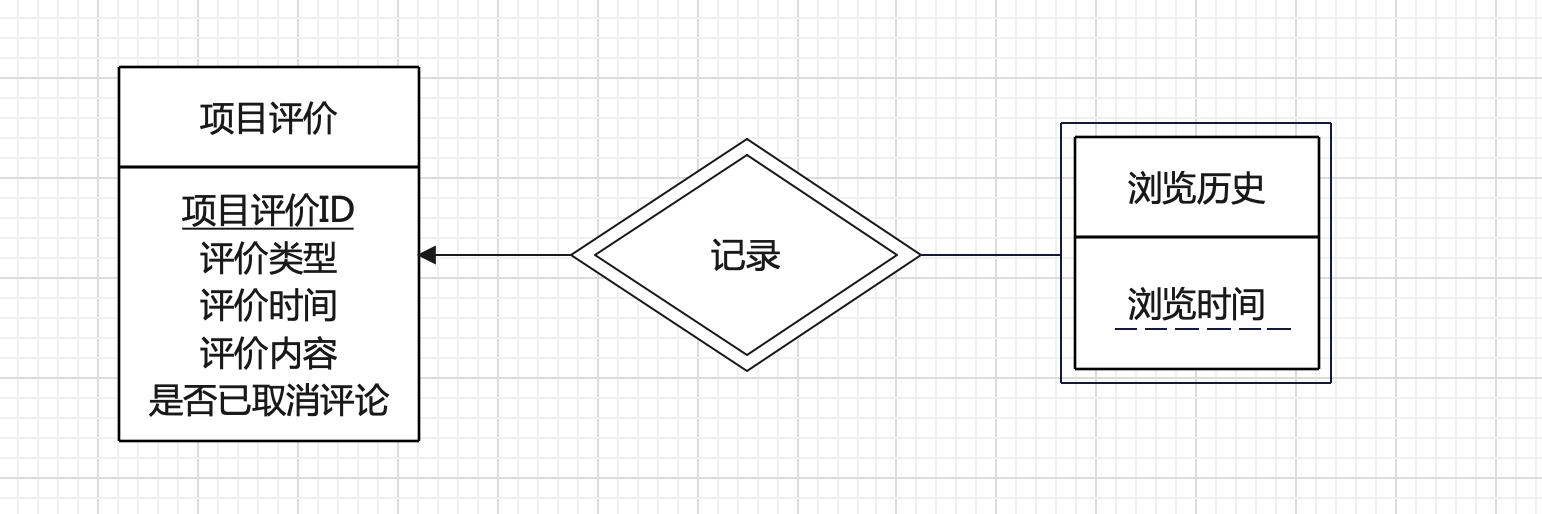 项目评价
项目评价ID
评价类型
评价时间
评价内容
是否已取消评论
记录
浏览历史
浏览时间